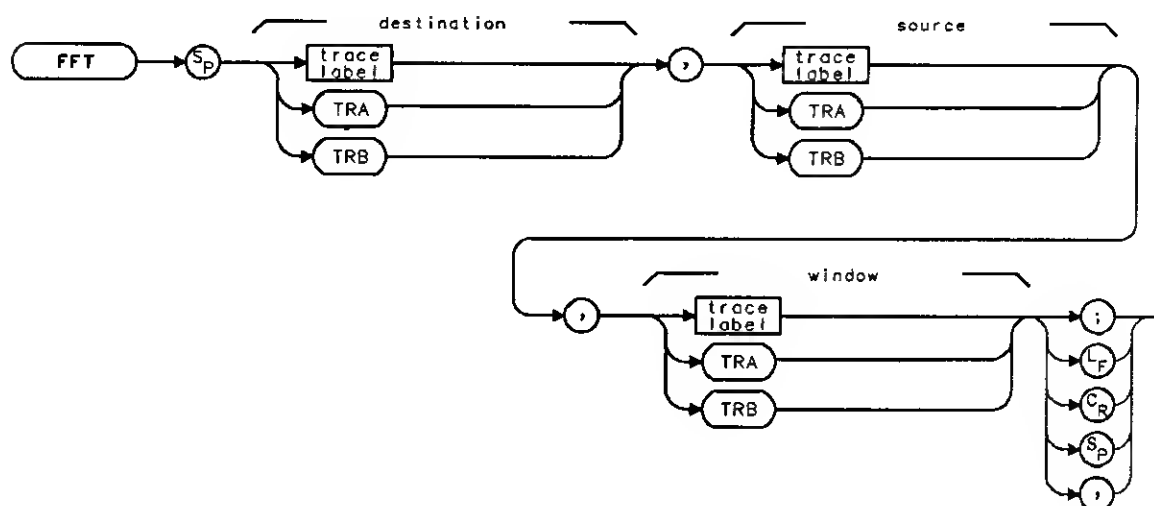 destination
source
FFT SP trace label , trace label
TRA TRA
TRB TRB
window
, trace label ;
TRA LF
TRB CR
SP
,